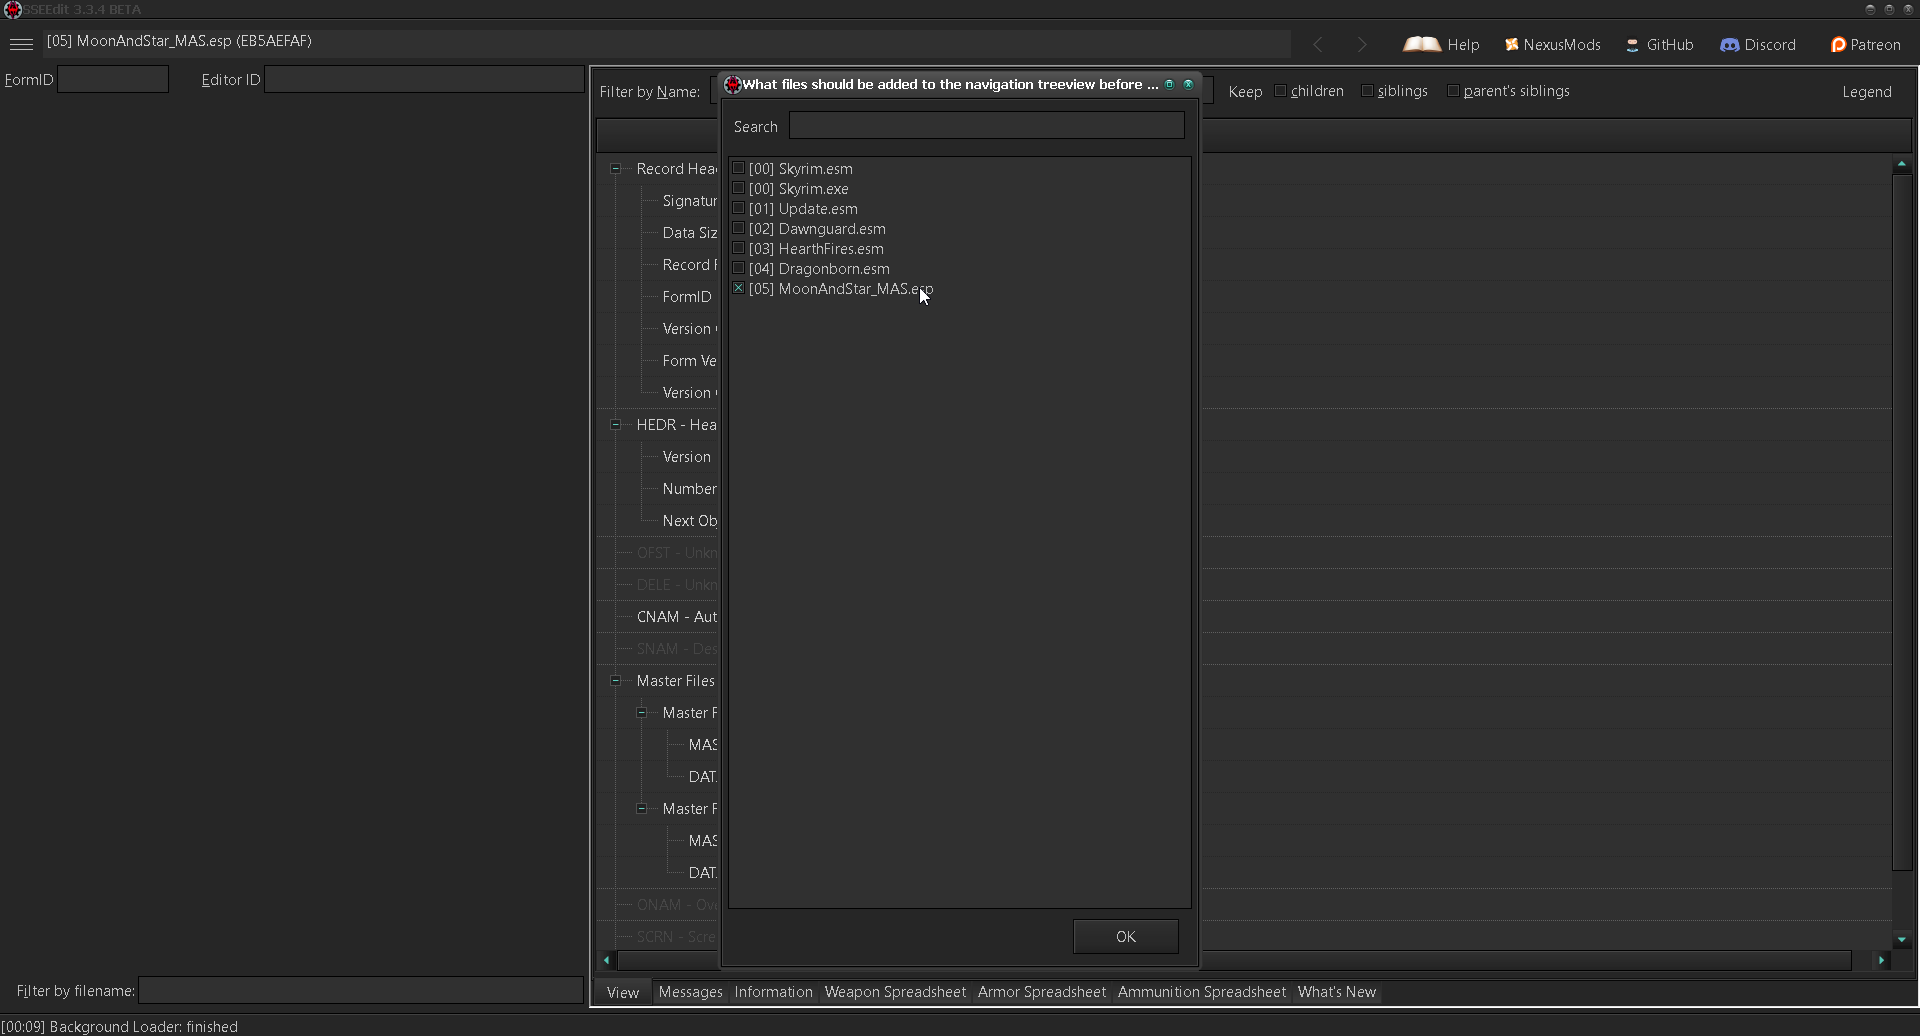 SSEEdit 3.3.4 BETA
[05] MoonAndStar_MAS.esp (EB5AEFAF)
Help
NexusMods
GitHub
Discord
Patreon
FormID
Editor ID
Filter by Name:
Keep
children
siblings
parent's siblings
Legend
What files should be added to the navigation treeview before ...
Search
[00] Skyrim.esm
[00] Skyrim.exe
[01] Update.esm
[02] Dawnguard.esm
[03] HearthFires.esm
[04] Dragonborn.esm
[05] MoonAndStar_MAS.esp
OK
Record Hea
Signatur
Data Siz
Record F
FormID
Version
Form Ve
Version
HEDR - Hea
Version
Number
Next Ob
OFST - Unkn
DELE - Unkn
CNAM - Aut
SNAM - Des
Master Files
Master F
MAS
DAT
Master F
MAS
DAT
ONAM - Ove
SCRN - Scre
Filter by filename:
View
Messages
Information
Weapon Spreadsheet
Armor Spreadsheet
Ammunition Spreadsheet
What's New
[00:09] Background Loader: finished